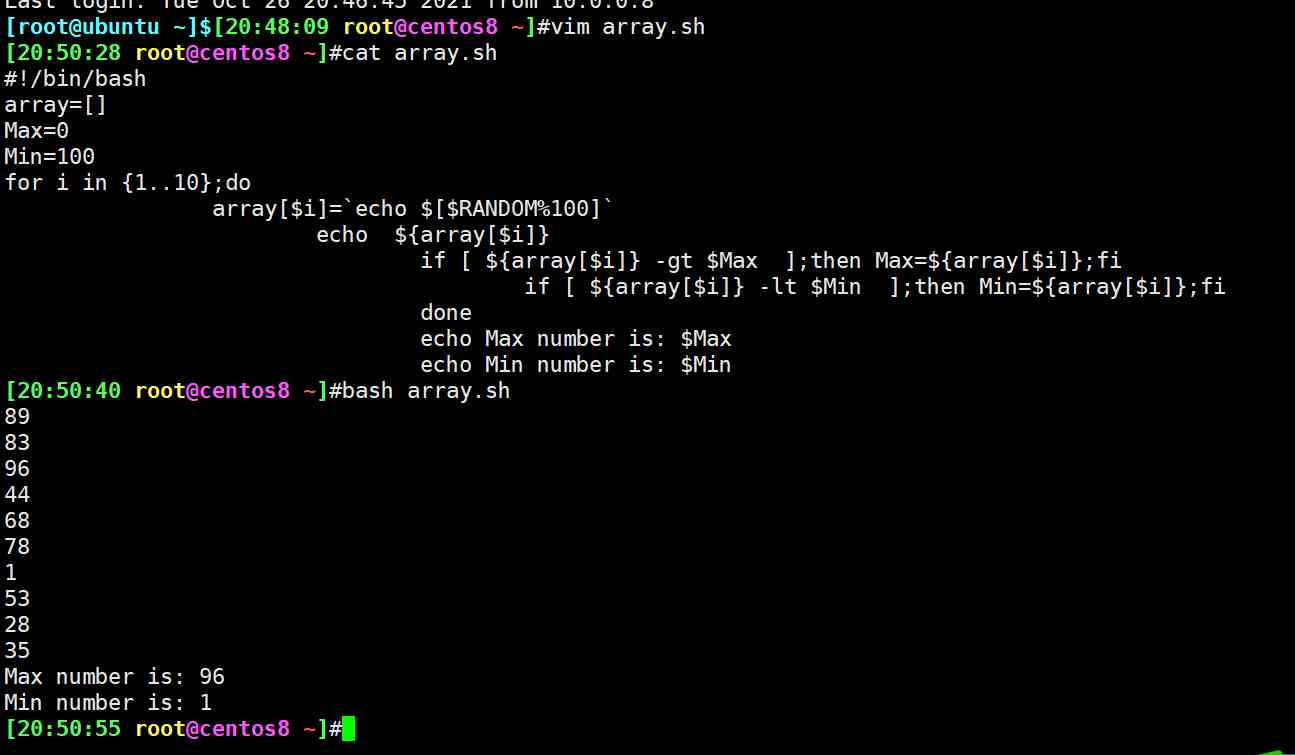 Last login: Tue Oct 26 20:46:45 2021 from 10.0.0.8
[root@ubuntu ~]$[20:48:09 root@centos8 ~]#vim array.sh
[20:50:28 root@centos8 ~]#cat array.sh
#!/bin/bash
array=[]
Max=0
Min=100
for i in {1..10};do
                array[$i]=`echo $[$RANDOM%100]`
                        echo  ${array[$i]}
                                if [ ${array[$i]} -gt $Max  ];then Max=${array[$i]};fi
                                        if [ ${array[$i]} -lt $Min  ];then Min=${array[$i]};fi
                                done
                                echo Max number is: $Max
                                echo Min number is: $Min
[20:50:40 root@centos8 ~]#bash array.sh
89
83
96
44
68
78
1
53
28
35
Max number is: 96
Min number is: 1
[20:50:55 root@centos8 ~]#